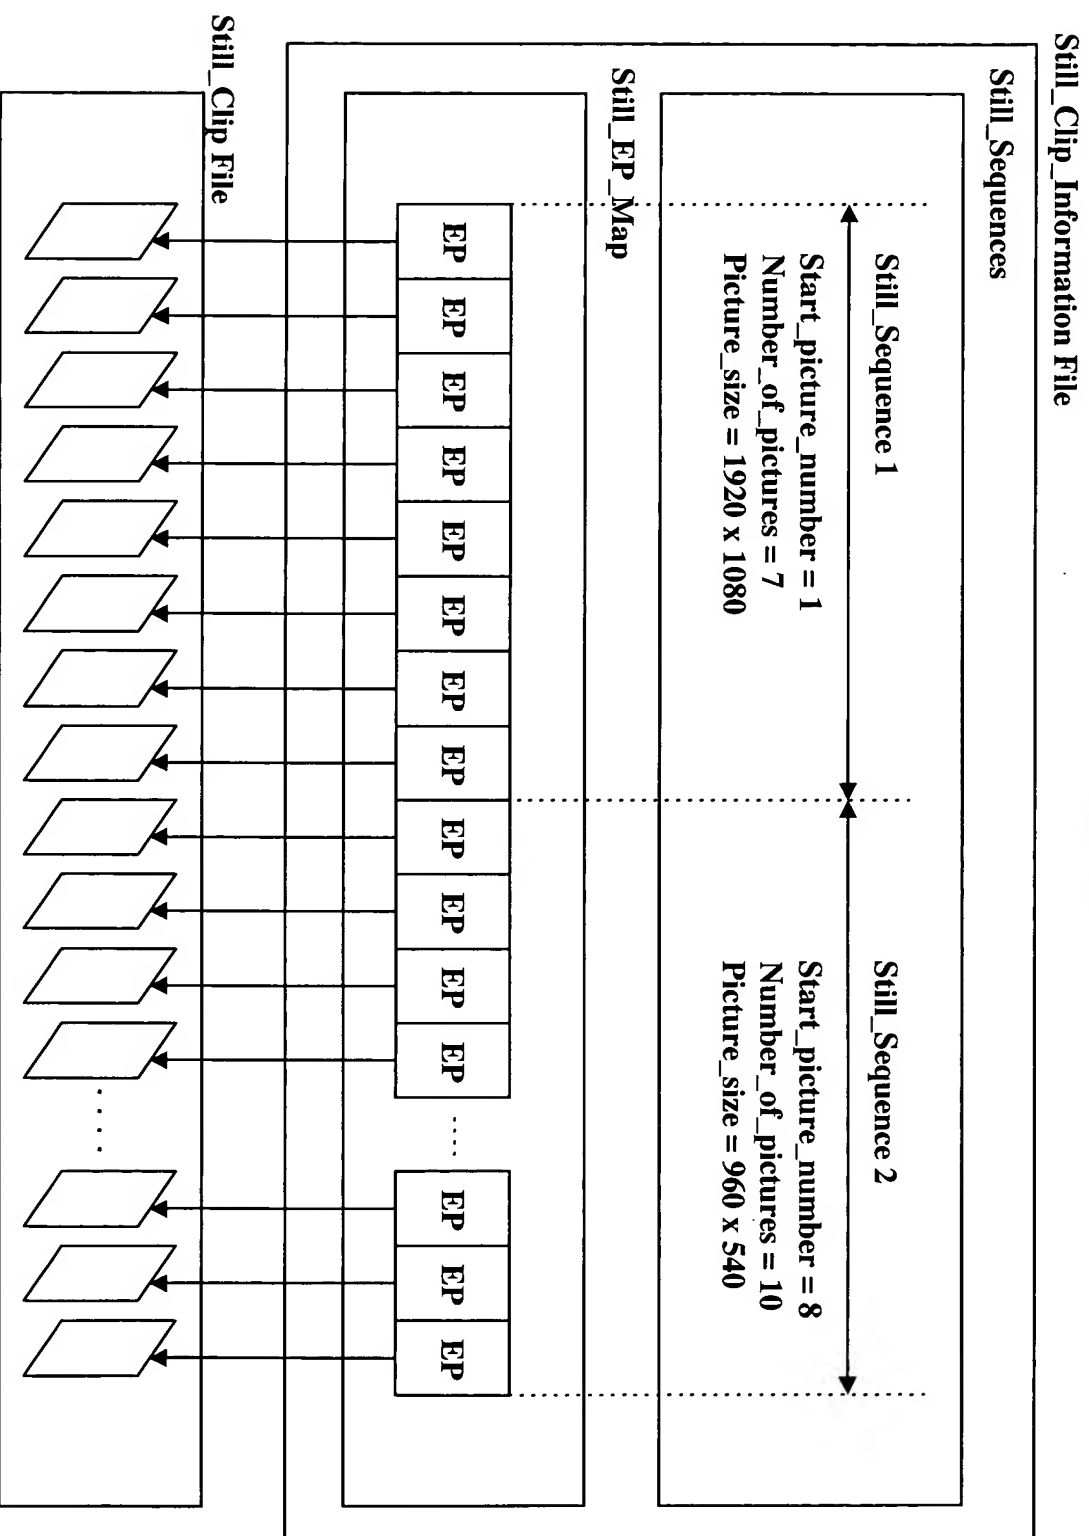 Still_Clip_Information File
Still_Sequences
Still_Sequence 1
Start_picture_number = 1
Number_of_pictures = 7
Picture_size = 1920 x 1080
Still_Sequence 2
Start_picture_number = 8
Number_of_pictures = 10
Picture_size = 960 x 540
Still_EP_Map
EP EP EP EP EP EP EP EP EP EP EP EP .... EP EP EP
Still_Clip File
....